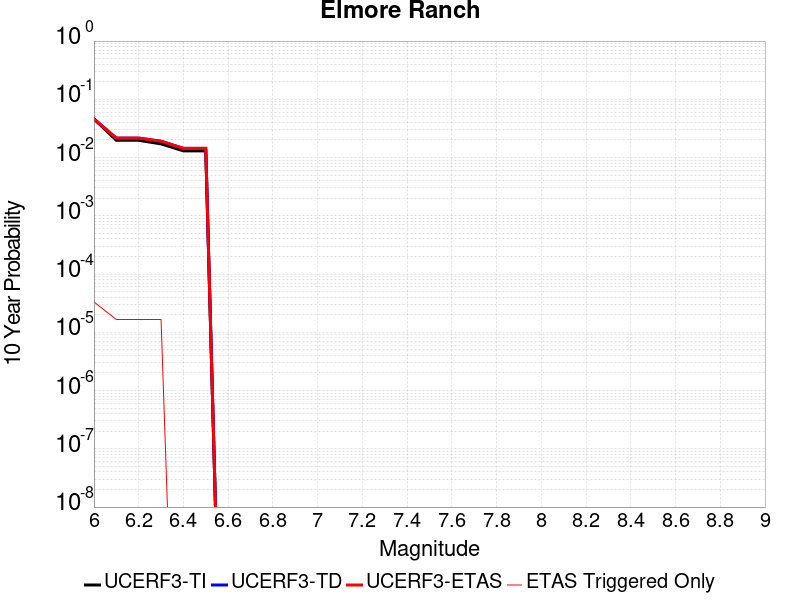 Elmore Ranch
10^0
10^-1
10^-2
10^-3
10^-4
10^-5
10^-6
10^-7
10^-8
10 Year Probability
6 6.2 6.4 6.6 6.8 7 7.2 7.4 7.6 7.8 8 8.2 8.4 8.6 8.8 9
Magnitude
UCERF3-TI UCERF3-TD UCERF3-ETAS ETAS Triggered Only